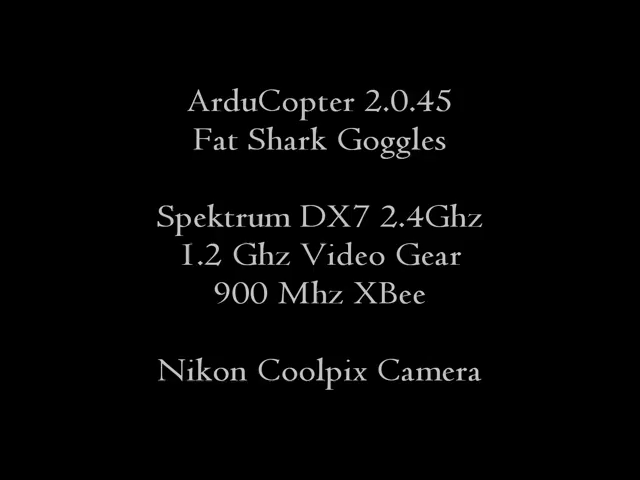 ArduCopter 2.0.45
Fat Shark Goggles
Spektrum DX7 2.4Ghz
1.2 Ghz Video Gear
900 Mhz XBee
Nikon Coolpix Camera